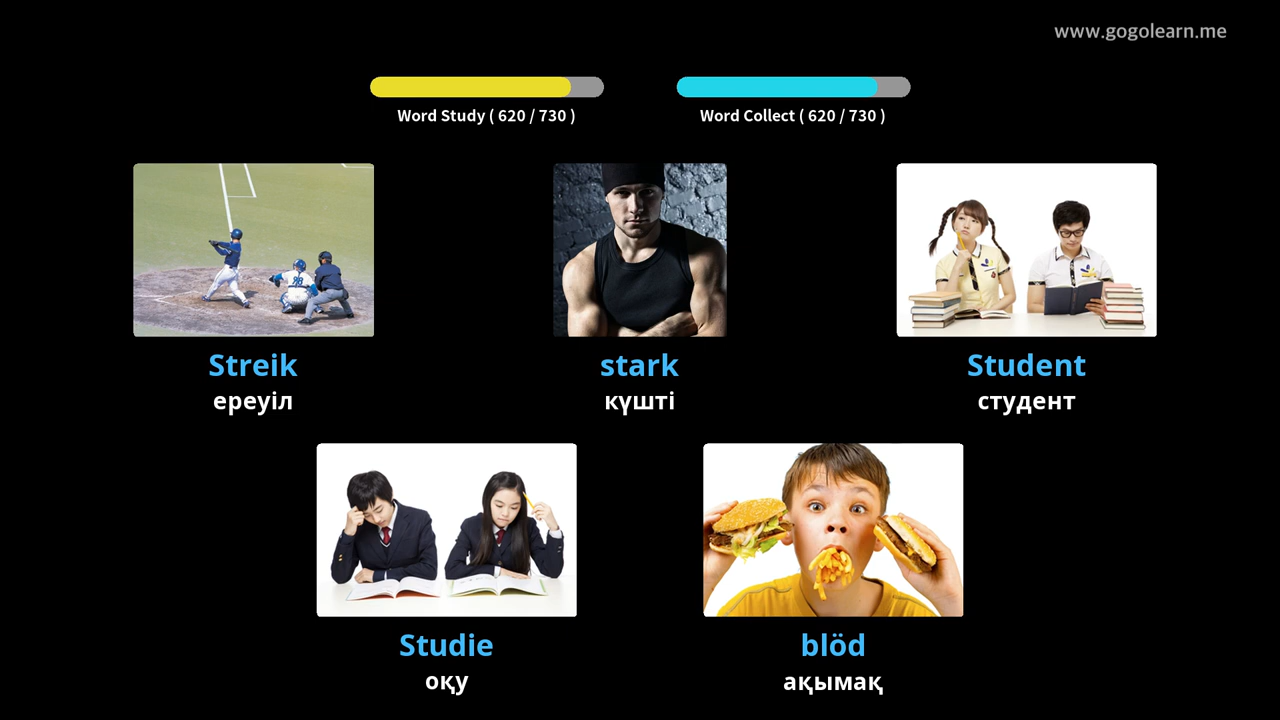 www.gogolearn.me
Word Study ( 620 / 730 )
Word Collect ( 620 / 730 )
Streik
ереуіл
stark
күшті
Student
студент
Studie
оқу
blöd
ақымақ